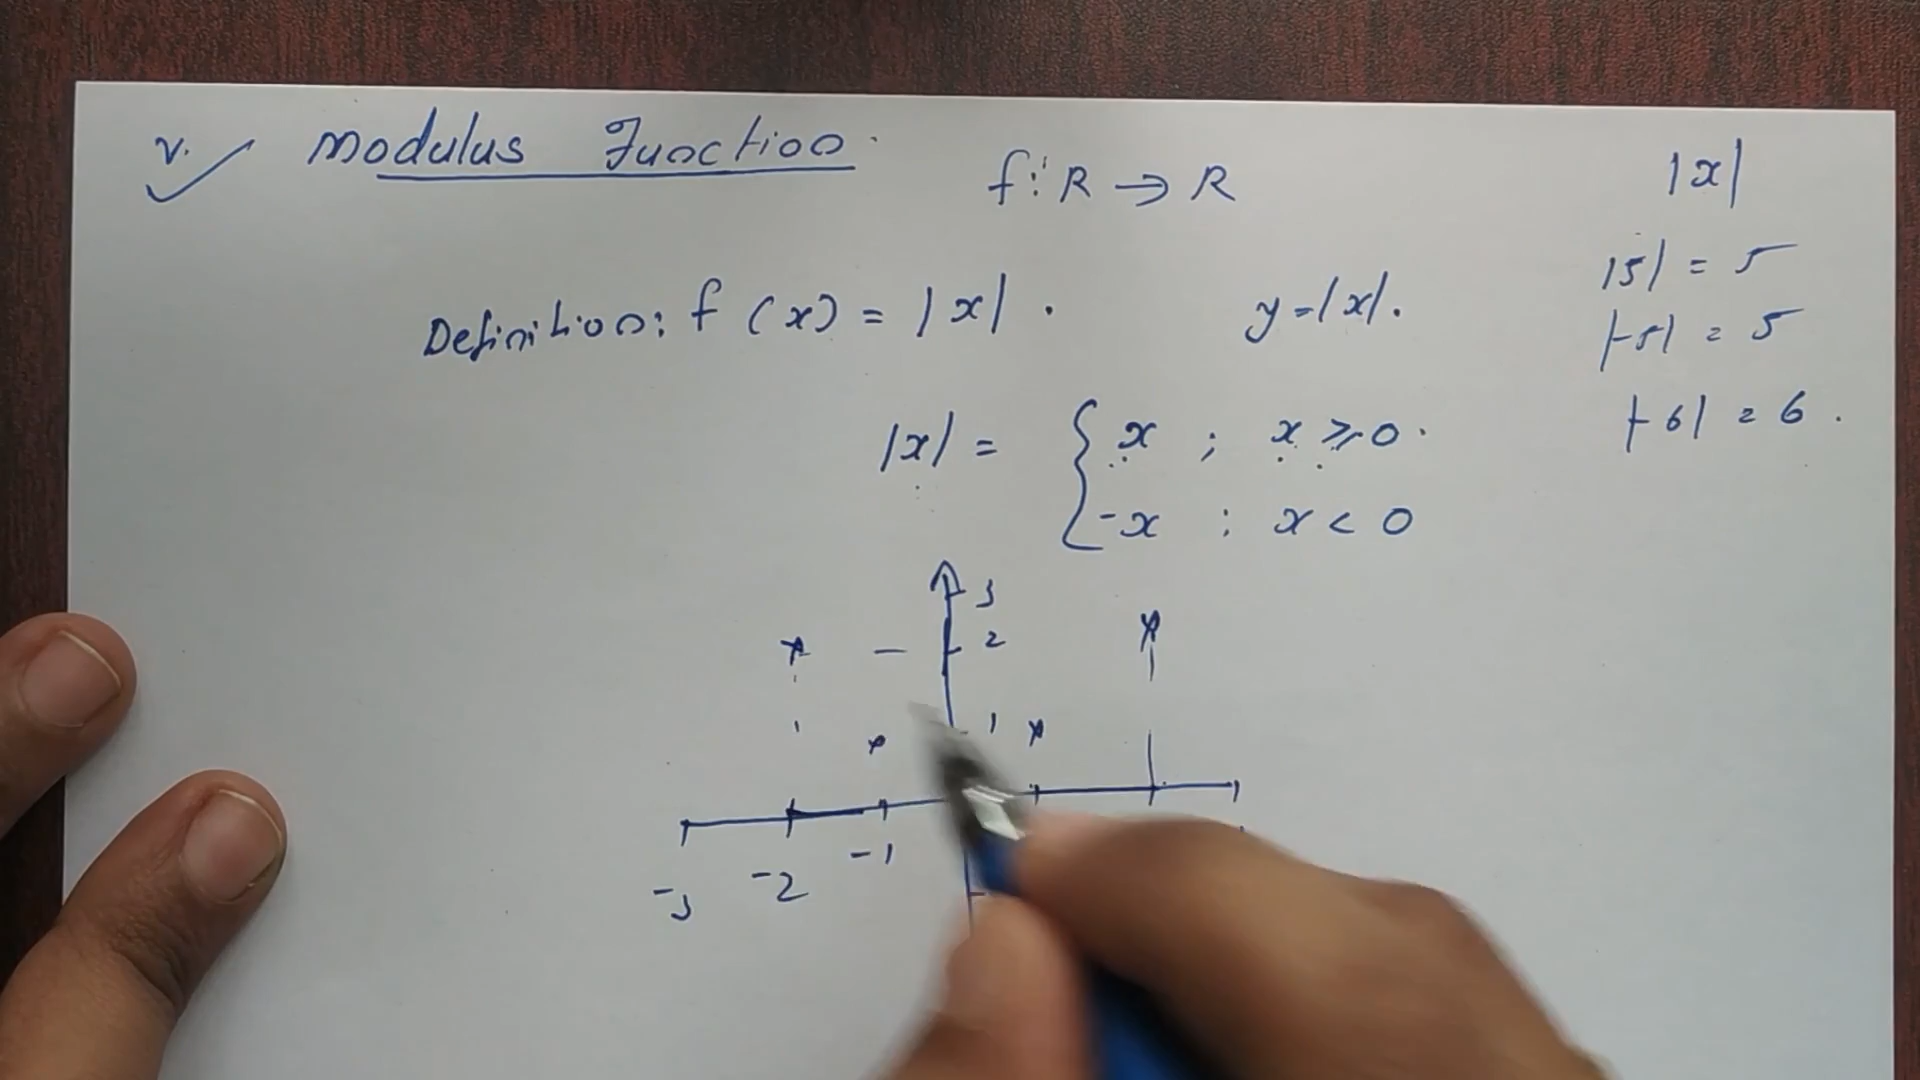 v. Modulus Function.
f: R → R
|x|
|5| = 5
|-5| = 5
|-6| = 6.
Definition: f(x) = |x|.
y = |x|.
|x| = { x ; x ≥ 0.
-x : x < 0
3
2
1
-3 -2 -1